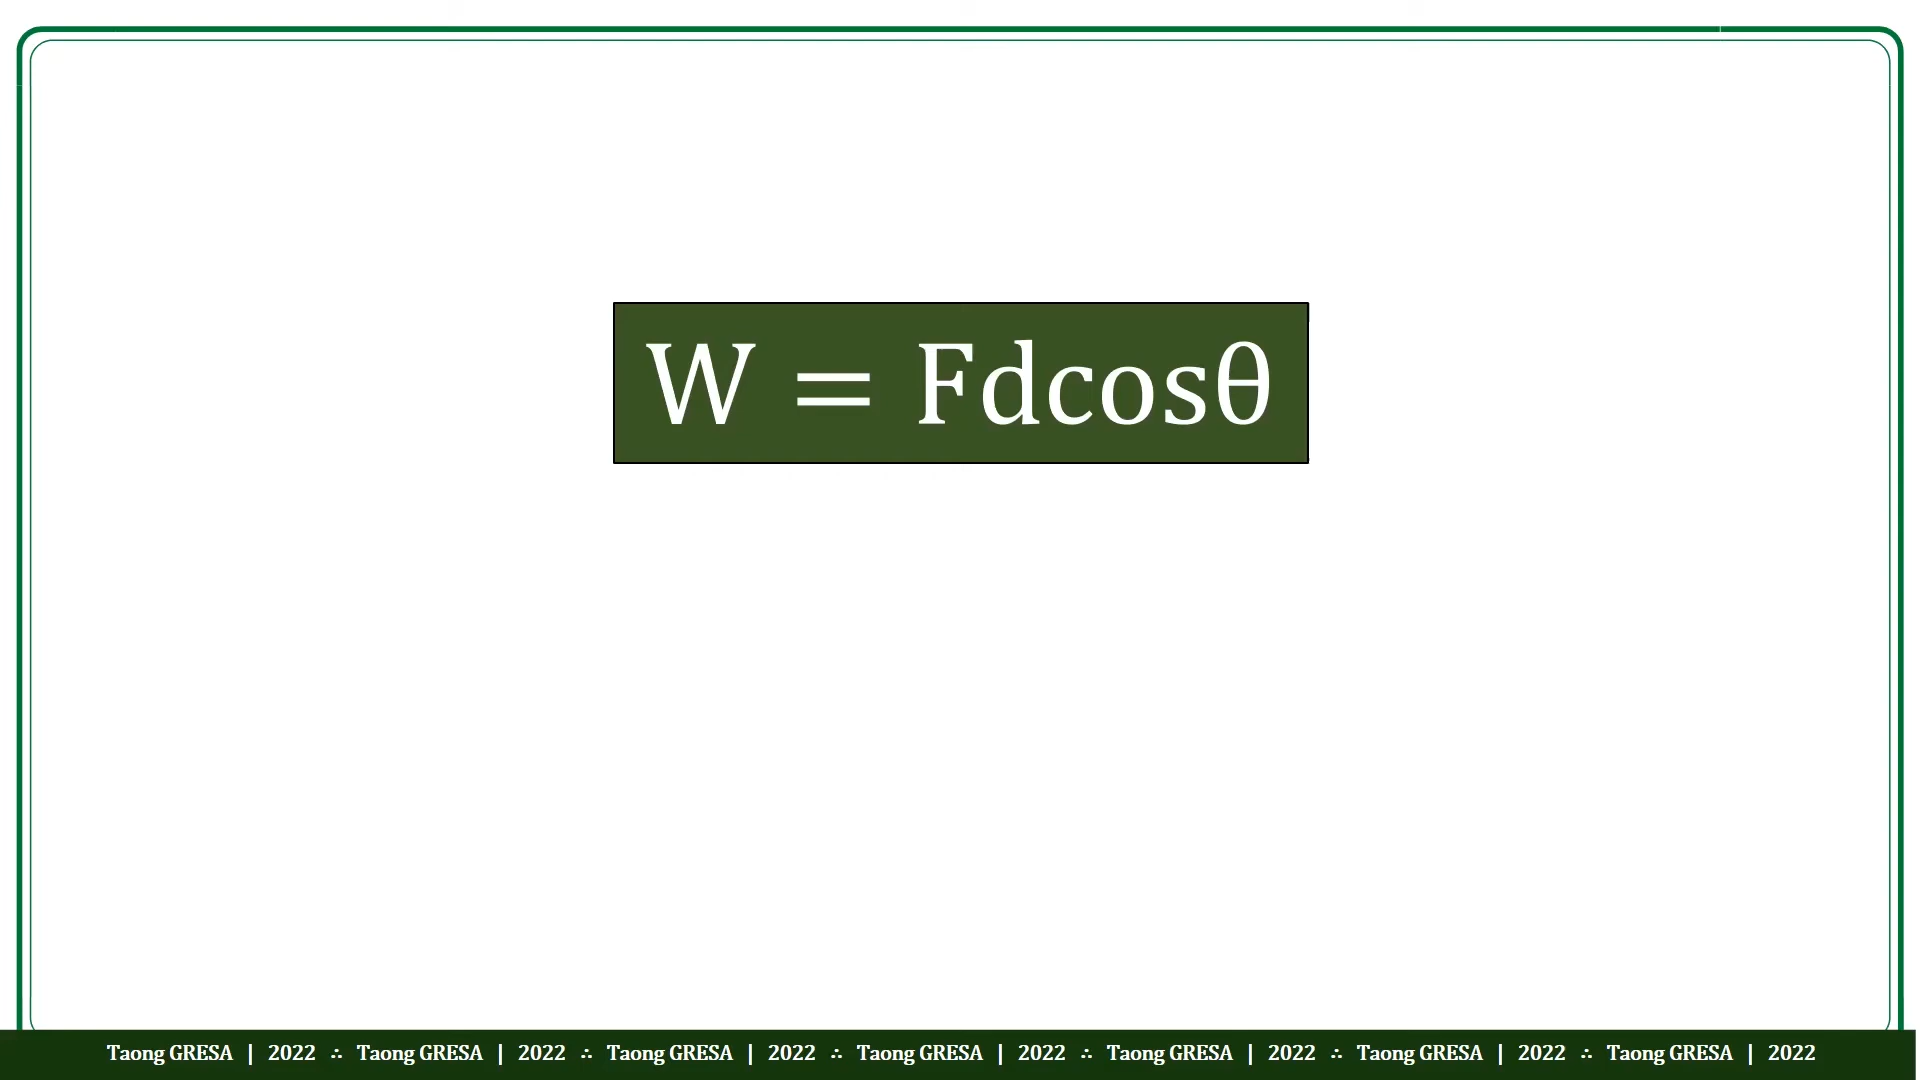 W = Fdcosθ
Taong GRESA | 2022 ∴ Taong GRESA | 2022 ∴ Taong GRESA | 2022 ∴ Taong GRESA | 2022 ∴ Taong GRESA | 2022 ∴ Taong GRESA | 2022 ∴ Taong GRESA | 2022